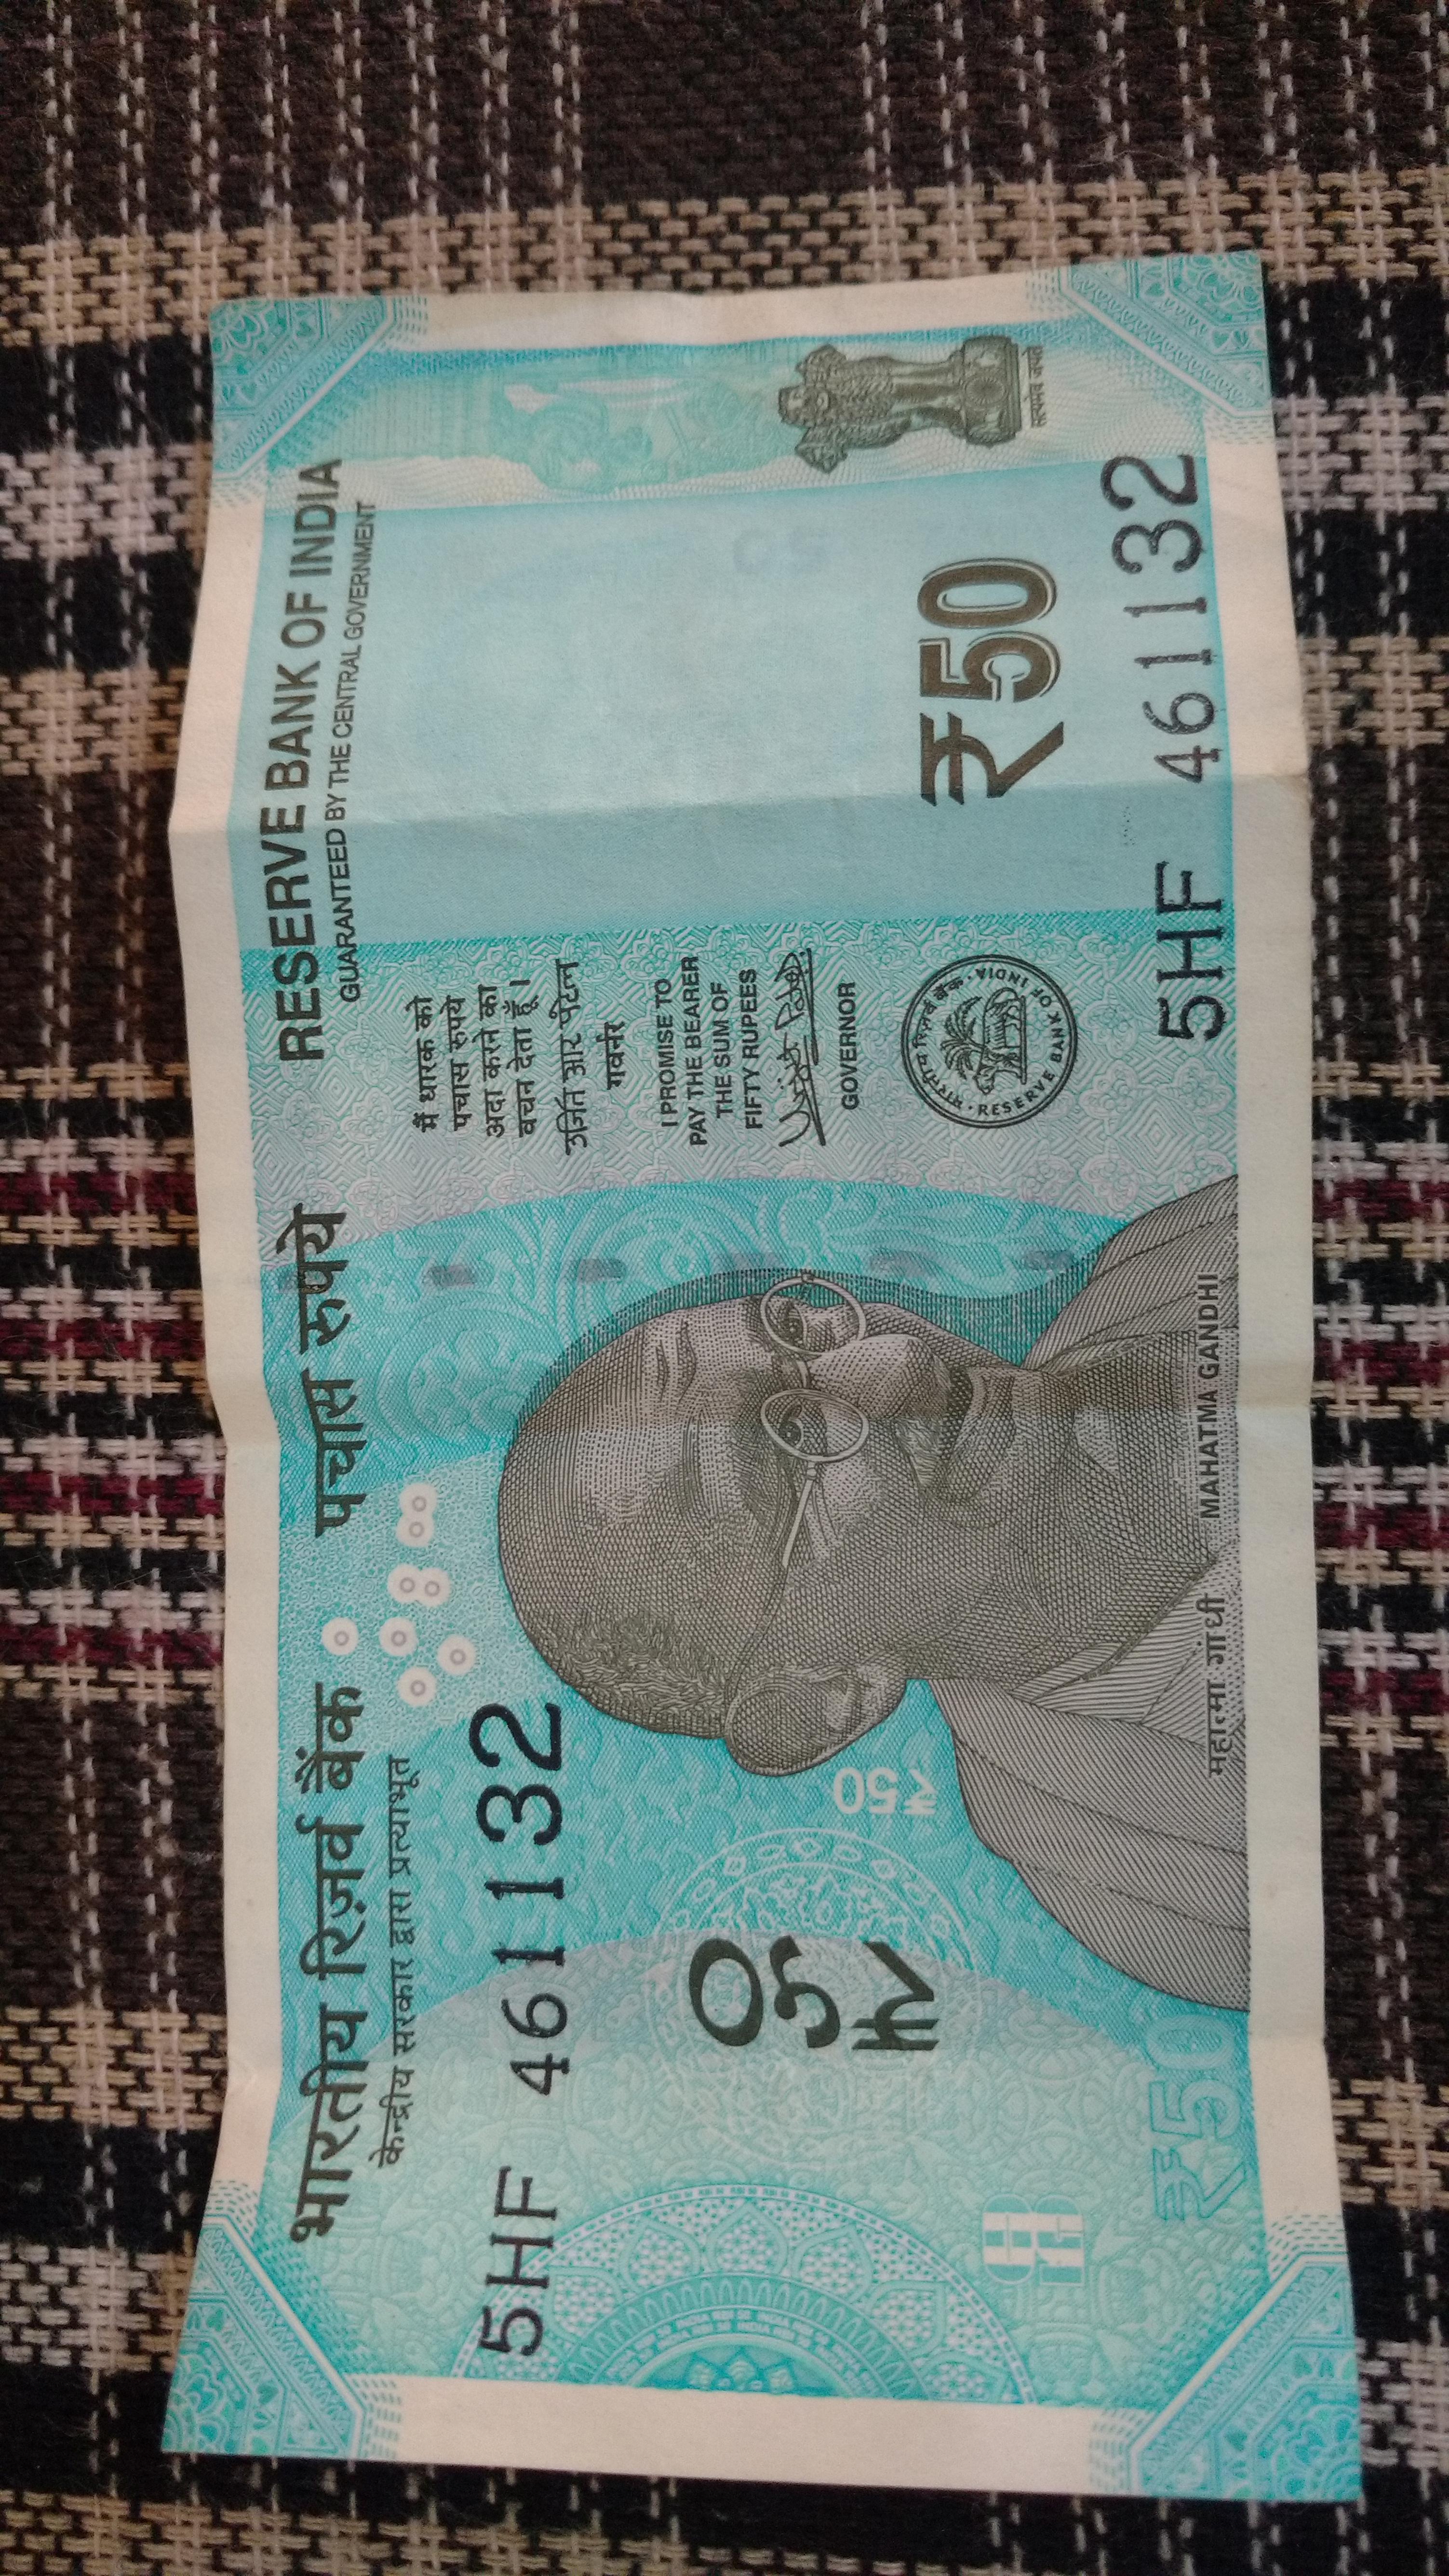 भारतीय रिज़र्व बैंक
केन्द्रीय सरकार द्वारा प्रत्याभूत
पचास रुपये
RESERVE BANK OF INDIA
GUARANTEED BY THE CENTRAL GOVERNMENT
5HF 461132
५०
₹50
₹50
महात्मा गांधी MAHATMA GANDHI
मैं धारक को
पचास रुपये
अदा करने का
वचन देता हूँ।
उर्जित आर पटेल
गवर्नर
I PROMISE TO
PAY THE BEARER
THE SUM OF
FIFTY RUPEES
GOVERNOR
भारतीय रिज़र्व बैंक
RESERVE BANK OF INDIA
₹50
5HF 461132
सत्यमेव जयते